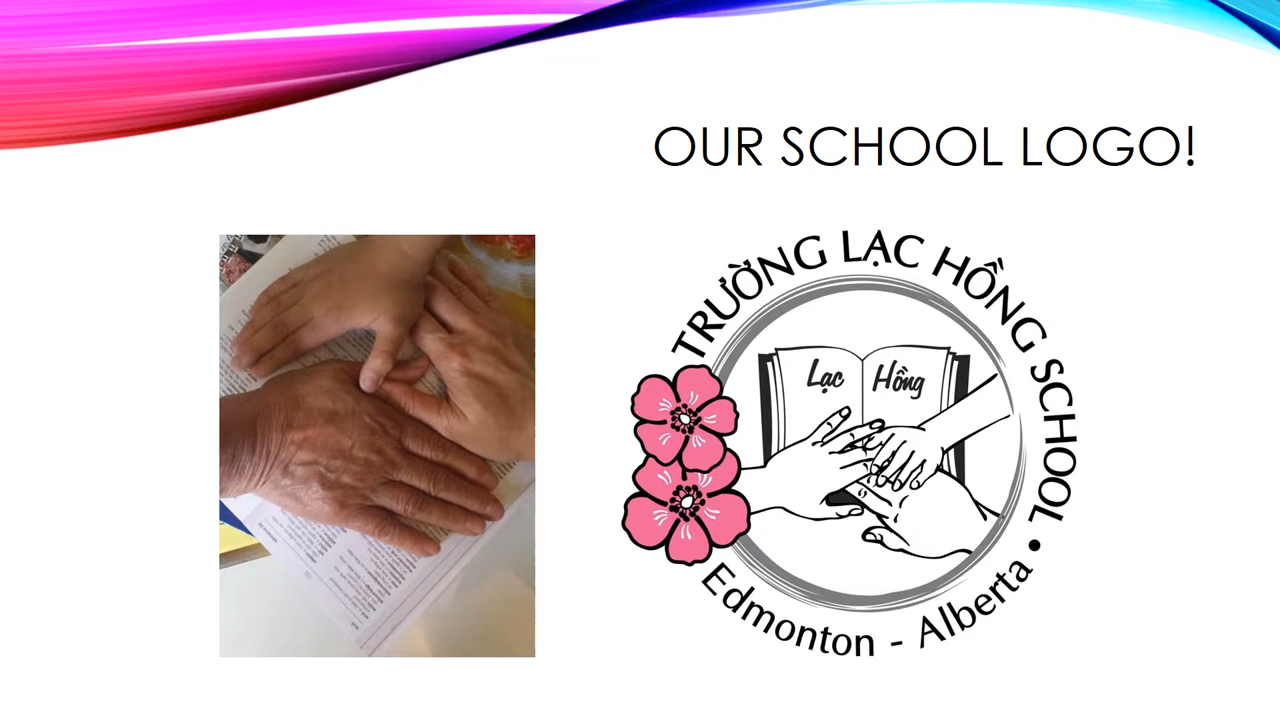 OUR SCHOOL LOGO!
TRƯỜNG LẠC HỒNG SCHOOL •
Lạc Hồng
Edmonton - Alberta